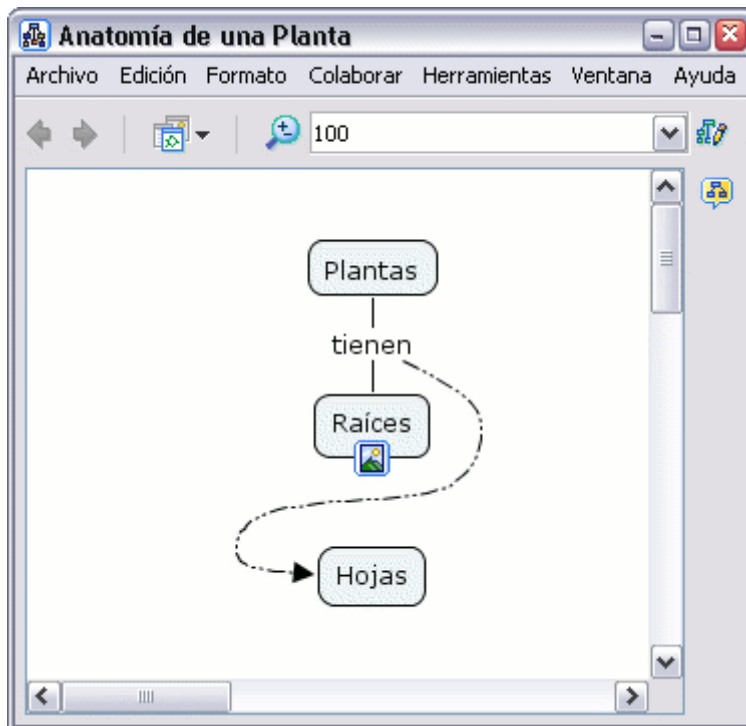 Anatomía de una Planta
Archivo Edición Formato Colaborar Herramientas Ventana Ayuda
100
Plantas
tienen
Raíces
Hojas